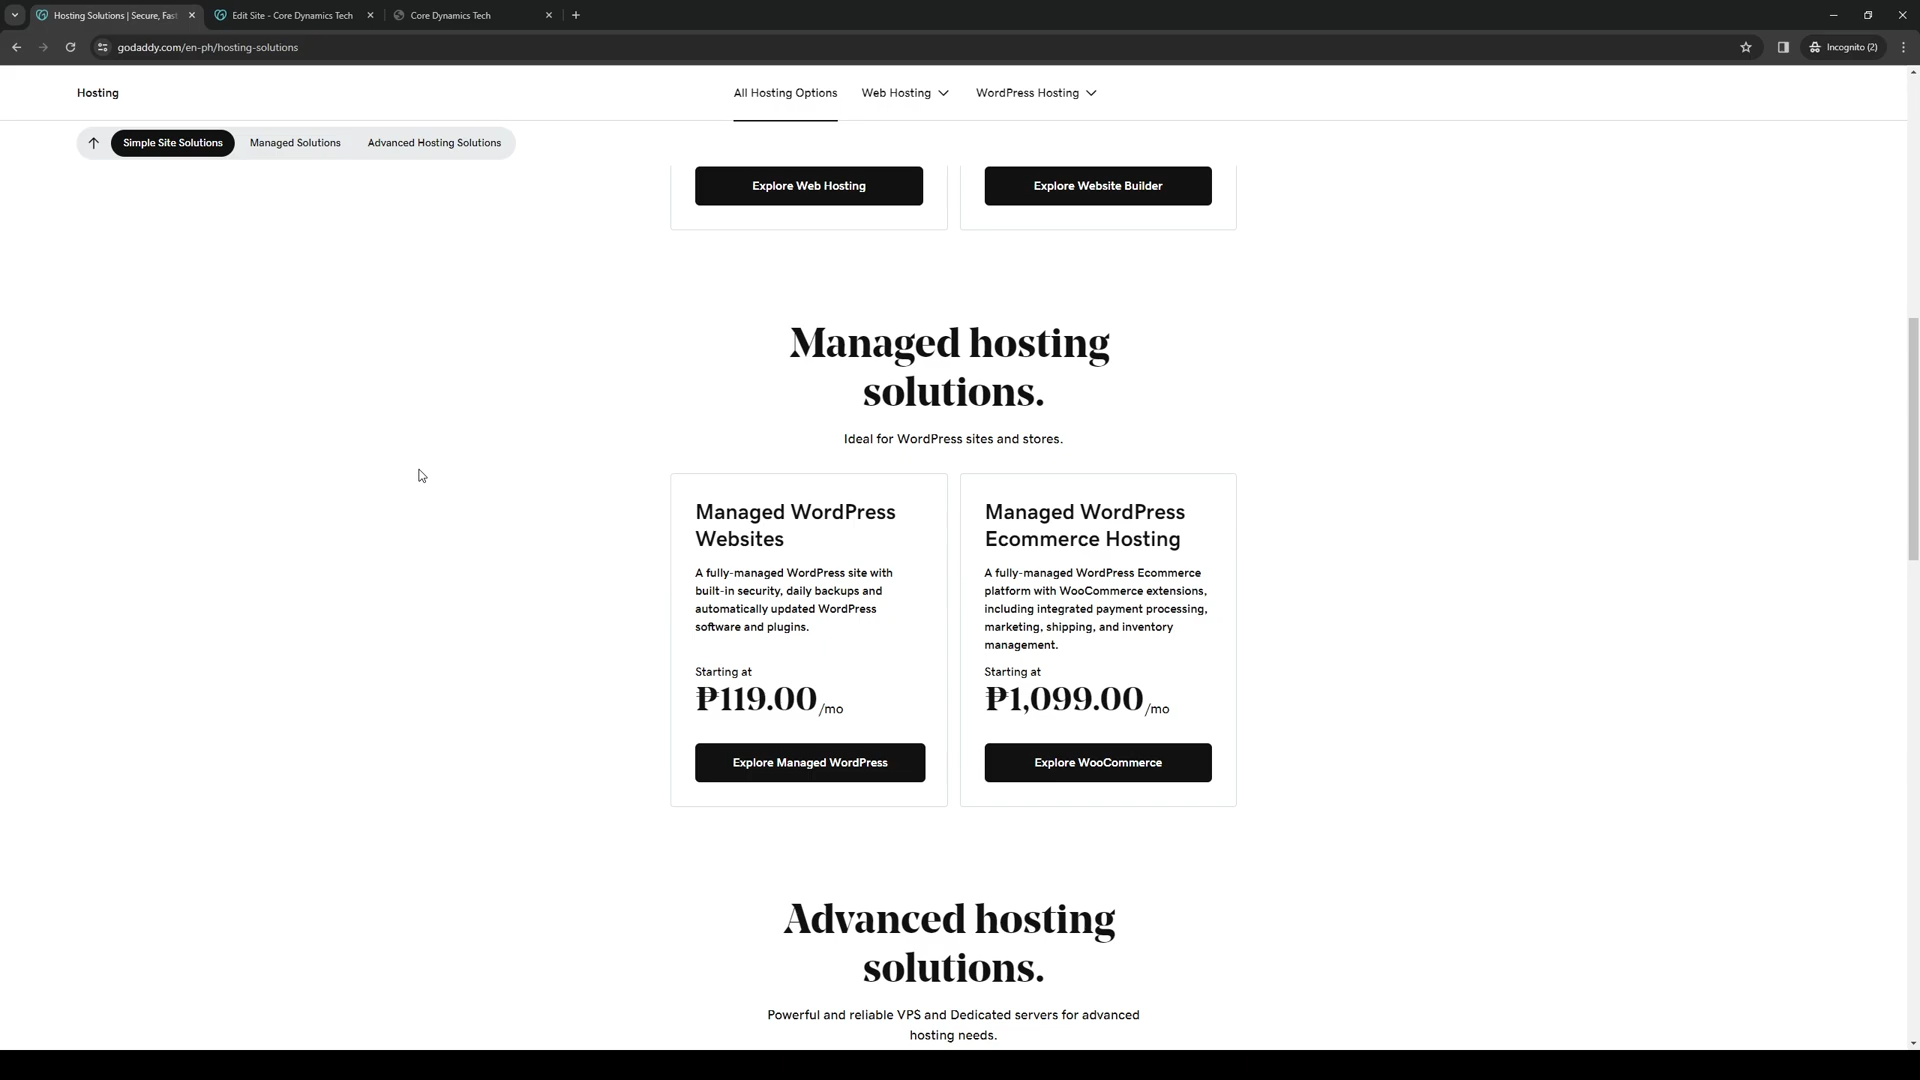 Hosting Solutions | Secure, Fast
Edit Site - Core Dynamics Tech
Core Dynamics Tech
godaddy.com/en-ph/hosting-solutions
Incognito (2)
Hosting
All Hosting Options
Web Hosting
WordPress Hosting
Simple Site Solutions
Managed Solutions
Advanced Hosting Solutions
Explore Web Hosting
Explore Website Builder
Managed hosting
solutions.
Ideal for WordPress sites and stores.
Managed WordPress
Websites
A fully-managed WordPress site with
built-in security, daily backups and
automatically updated WordPress
software and plugins.
Starting at
₱119.00/mo
Explore Managed WordPress
Managed WordPress
Ecommerce Hosting
A fully-managed WordPress Ecommerce
platform with WooCommerce extensions,
including integrated payment processing,
marketing, shipping, and inventory
management.
Starting at
₱1,099.00/mo
Explore WooCommerce
Advanced hosting
solutions.
Powerful and reliable VPS and Dedicated servers for advanced
hosting needs.